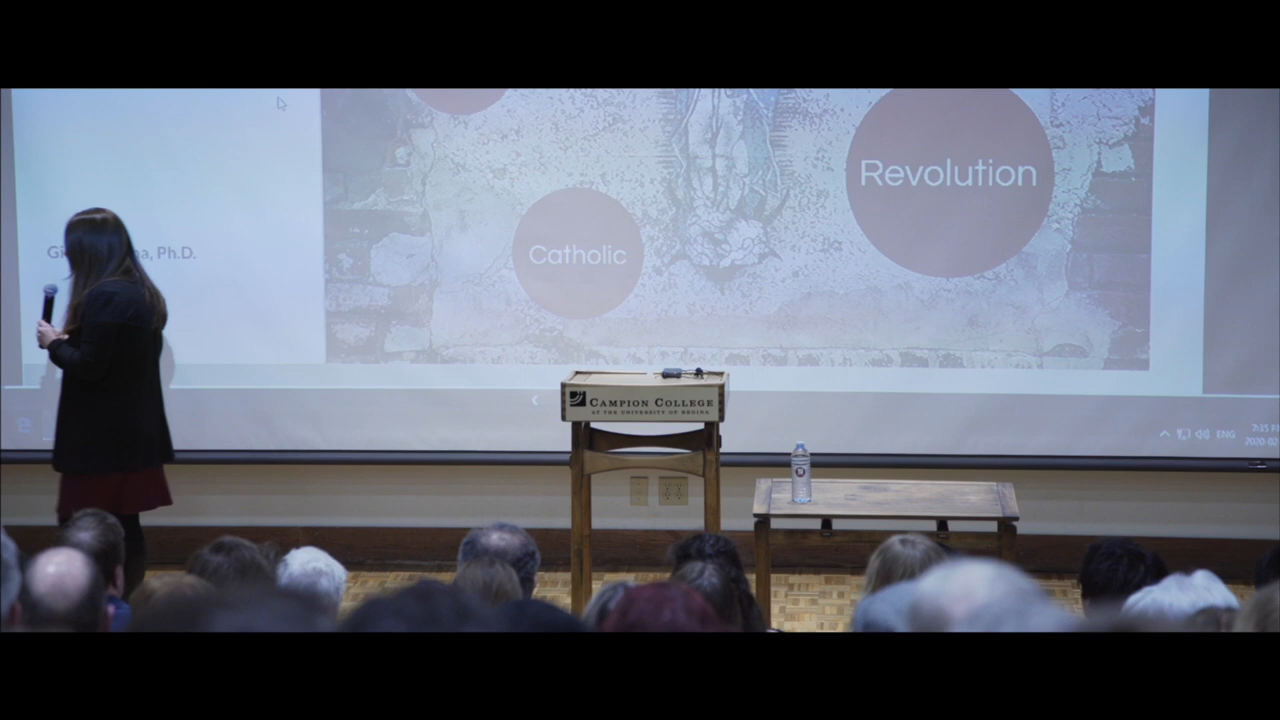 Revolution
Catholic
Ph.D.
CAMPION COLLEGE
AT THE UNIVERSITY OF REGINA
ENG